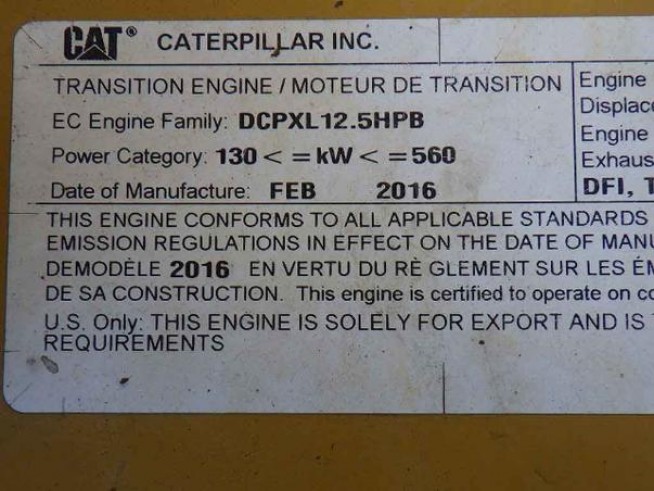 CAT® CATERPILLAR INC.
TRANSITION ENGINE / MOTEUR DE TRANSITION
EC Engine Family: DCPXL12.5HPB
Power Category: 130 < = kW < = 560
Date of Manufacture: FEB 2016
Engine
Displace
Engine
Exhaus
DFI, T
THIS ENGINE CONFORMS TO ALL APPLICABLE STANDARDS
EMISSION REGULATIONS IN EFFECT ON THE DATE OF MANU
DEMODÈLE 2016 EN VERTU DU RÈ GLEMENT SUR LES ÉM
DE SA CONSTRUCTION. This engine is certified to operate on co
U.S. Only: THIS ENGINE IS SOLELY FOR EXPORT AND IS
REQUIREMENTS